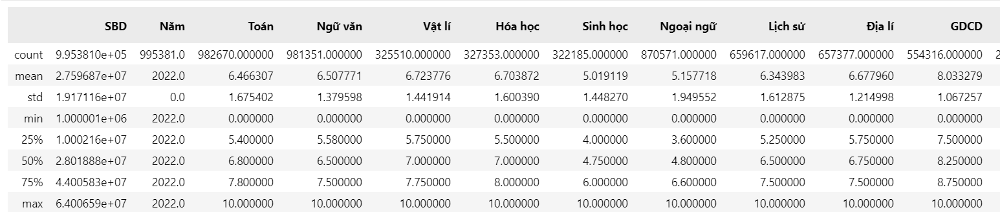 SBD Năm Toán Ngữ văn Vật lí Hóa học Sinh học Ngoại ngữ Lịch sử Địa lí GDCD
count 9.953810e+05 995381.0 982670.000000 981351.000000 325510.000000 327353.000000 322185.000000 870571.000000 659617.000000 657377.000000 554316.000000 2
mean 2.759687e+07 2022.0 6.466307 6.507771 6.723776 6.703872 5.019119 5.157718 6.343983 6.677960 8.033279
std 1.917116e+07 0.0 1.675402 1.379598 1.441914 1.600390 1.448270 1.949552 1.612875 1.214998 1.067257
min 1.000001e+06 2022.0 0.000000 0.000000 0.000000 0.000000 0.000000 0.000000 0.000000 0.000000 0.000000
25% 1.000216e+07 2022.0 5.400000 5.580000 5.750000 5.500000 4.000000 3.600000 5.250000 5.750000 7.500000
50% 2.801888e+07 2022.0 6.800000 6.500000 7.000000 7.000000 4.750000 4.800000 6.500000 6.750000 8.250000
75% 4.400583e+07 2022.0 7.800000 7.500000 7.750000 8.000000 6.000000 6.600000 7.500000 7.500000 8.750000
max 6.400659e+07 2022.0 10.000000 10.000000 10.000000 10.000000 10.000000 10.000000 10.000000 10.000000 10.000000